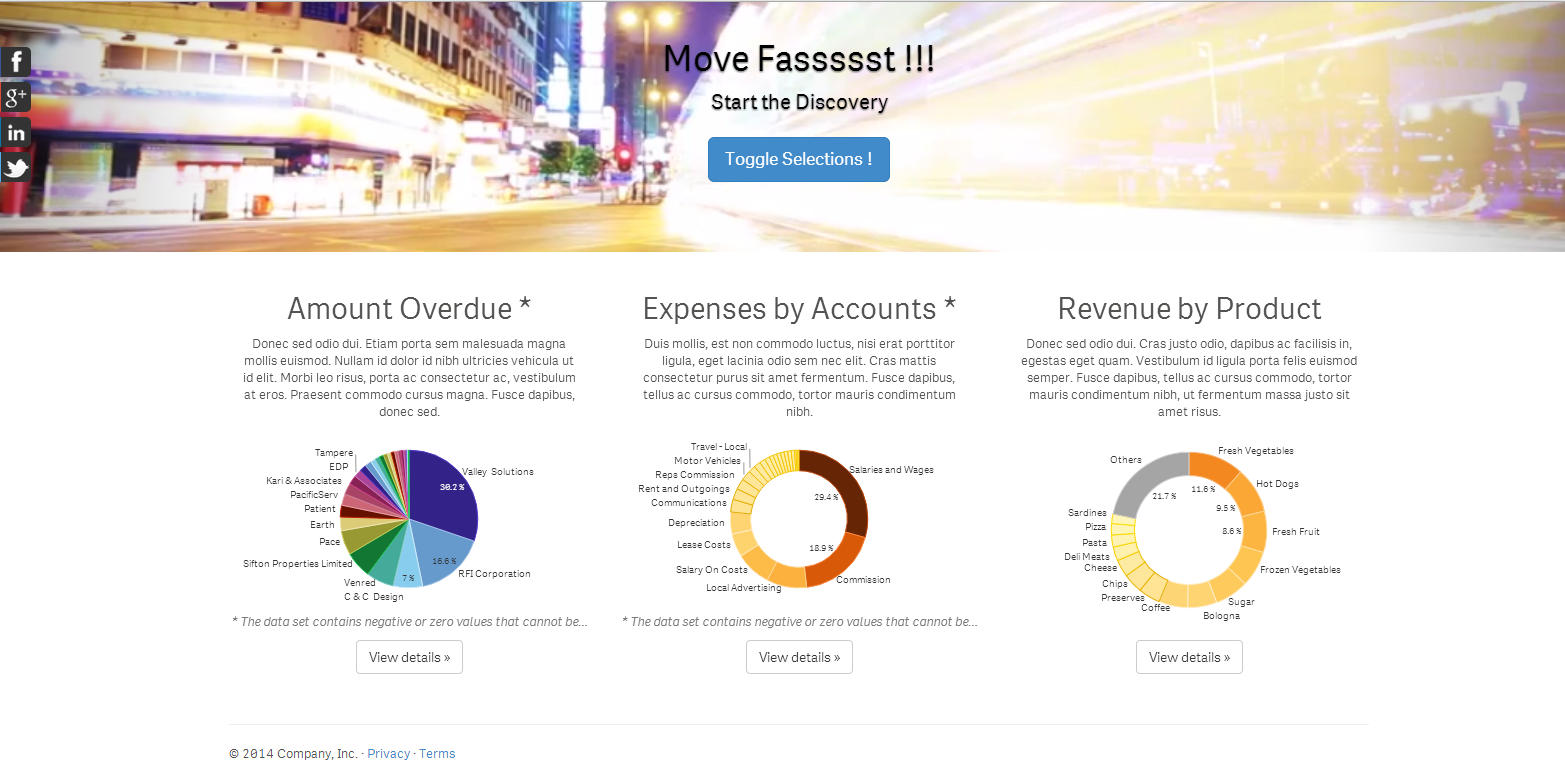 Move Fassssst !!!
Start the Discovery
Toggle Selections !
f
g+
in
Amount Overdue *
Donec sed odio dui. Etiam porta sem malesuada magna
mollis euismod. Nullam id dolor id nibh ultricies vehicula ut
id elit. Morbi leo risus, porta ac consectetur ac, vestibulum
at eros. Praesent commodo cursus magna. Fusce dapibus,
donec sed.
Tampere
EDP
Kari & Associates
PacificServ
Patient
Earth
Pace
Sifton Properties Limited
Venred
C & C Design
Valley Solutions
30.2 %
16.6 %
RFI Corporation
7 %
* The data set contains negative or zero values that cannot be...
View details »
Expenses by Accounts *
Duis mollis, est non commodo luctus, nisi erat porttitor
ligula, eget lacinia odio sem nec elit. Cras mattis
consectetur purus sit amet fermentum. Fusce dapibus,
tellus ac cursus commodo, tortor mauris condimentum
nibh.
Travel - Local
Motor Vehicles
Reps Commission
Rent and Outgoings
Communications
Depreciation
Lease Costs
Salary On Costs
Local Advertising
Salaries and Wages
29.4 %
18.9 %
Commission
* The data set contains negative or zero values that cannot be...
View details »
Revenue by Product
Donec sed odio dui. Cras justo odio, dapibus ac facilisis in,
egestas eget quam. Vestibulum id ligula porta felis euismod
semper. Fusce dapibus, tellus ac cursus commodo, tortor
mauris condimentum nibh, ut fermentum massa justo sit
amet risus.
Others
21.7 %
Fresh Vegetables
11.6 %
Hot Dogs
9.5 %
Fresh Fruit
8.6 %
Frozen Vegetables
Sugar
Bologna
Coffee
Preserves
Chips
Cheese
Deli Meats
Pasta
Pizza
Sardines
View details »
© 2014 Company, Inc. · Privacy · Terms